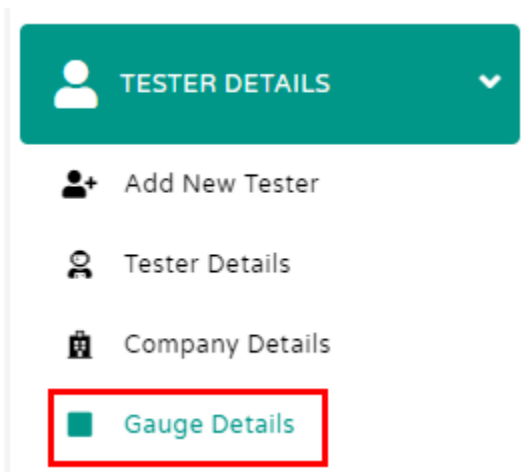 TESTER DETAILS
Add New Tester
Tester Details
Company Details
Gauge Details